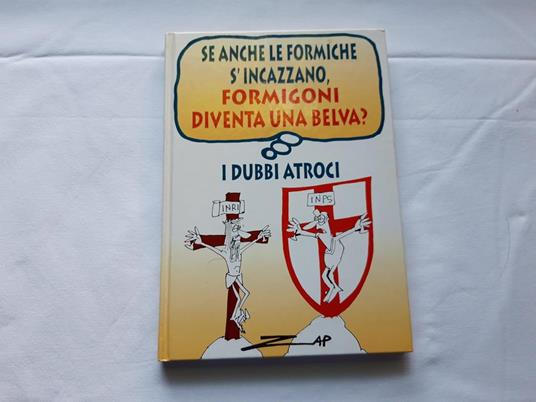 SE ANCHE LE FORMICHE
S'INCAZZANO,
FORMIGONI
DIVENTA UNA BELVA?
I DUBBI ATROCI
INRI
INPS
ZAP